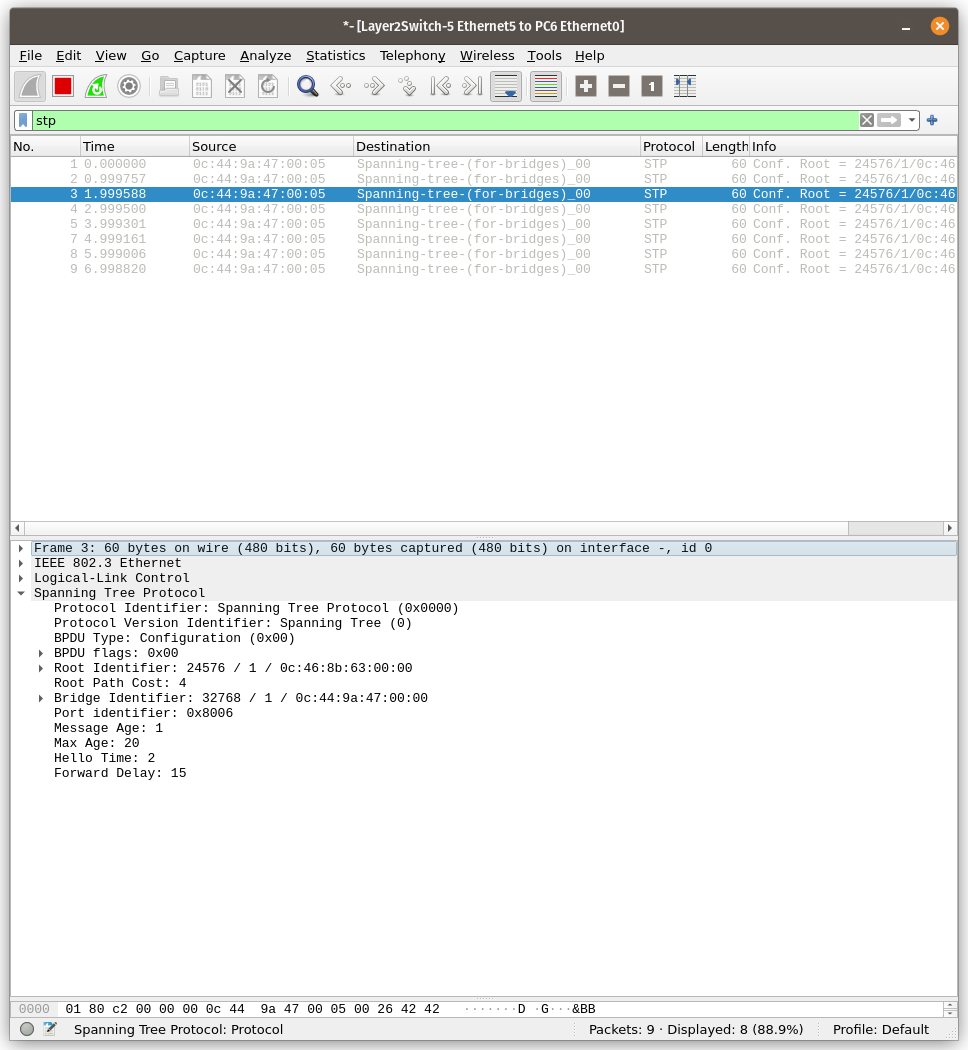 *- [Layer2Switch-5 Ethernet5 to PC6 Ethernet0]
File Edit View Go Capture Analyze Statistics Telephony Wireless Tools Help
1
stp
No. Time Source Destination Protocol Length Info
1 0.000000 0c:44:9a:47:00:05 Spanning-tree-(for-bridges)_00 STP 60 Conf. Root = 24576/1/0c:46
2 0.999757 0c:44:9a:47:00:05 Spanning-tree-(for-bridges)_00 STP 60 Conf. Root = 24576/1/0c:46
3 1.999588 0c:44:9a:47:00:05 Spanning-tree-(for-bridges)_00 STP 60 Conf. Root = 24576/1/0c:46
4 2.999500 0c:44:9a:47:00:05 Spanning-tree-(for-bridges)_00 STP 60 Conf. Root = 24576/1/0c:46
5 3.999301 0c:44:9a:47:00:05 Spanning-tree-(for-bridges)_00 STP 60 Conf. Root = 24576/1/0c:46
7 4.999161 0c:44:9a:47:00:05 Spanning-tree-(for-bridges)_00 STP 60 Conf. Root = 24576/1/0c:46
8 5.999006 0c:44:9a:47:00:05 Spanning-tree-(for-bridges)_00 STP 60 Conf. Root = 24576/1/0c:46
9 6.998820 0c:44:9a:47:00:05 Spanning-tree-(for-bridges)_00 STP 60 Conf. Root = 24576/1/0c:46
Frame 3: 60 bytes on wire (480 bits), 60 bytes captured (480 bits) on interface -, id 0
IEEE 802.3 Ethernet
Logical-Link Control
Spanning Tree Protocol
Protocol Identifier: Spanning Tree Protocol (0x0000)
Protocol Version Identifier: Spanning Tree (0)
BPDU Type: Configuration (0x00)
BPDU flags: 0x00
Root Identifier: 24576 / 1 / 0c:46:8b:63:00:00
Root Path Cost: 4
Bridge Identifier: 32768 / 1 / 0c:44:9a:47:00:00
Port identifier: 0x8006
Message Age: 1
Max Age: 20
Hello Time: 2
Forward Delay: 15
0000 01 80 c2 00 00 00 0c 44 9a 47 00 05 00 26 42 42 ·······D ·G···&BB
Spanning Tree Protocol: Protocol Packets: 9 · Displayed: 8 (88.9%) Profile: Default